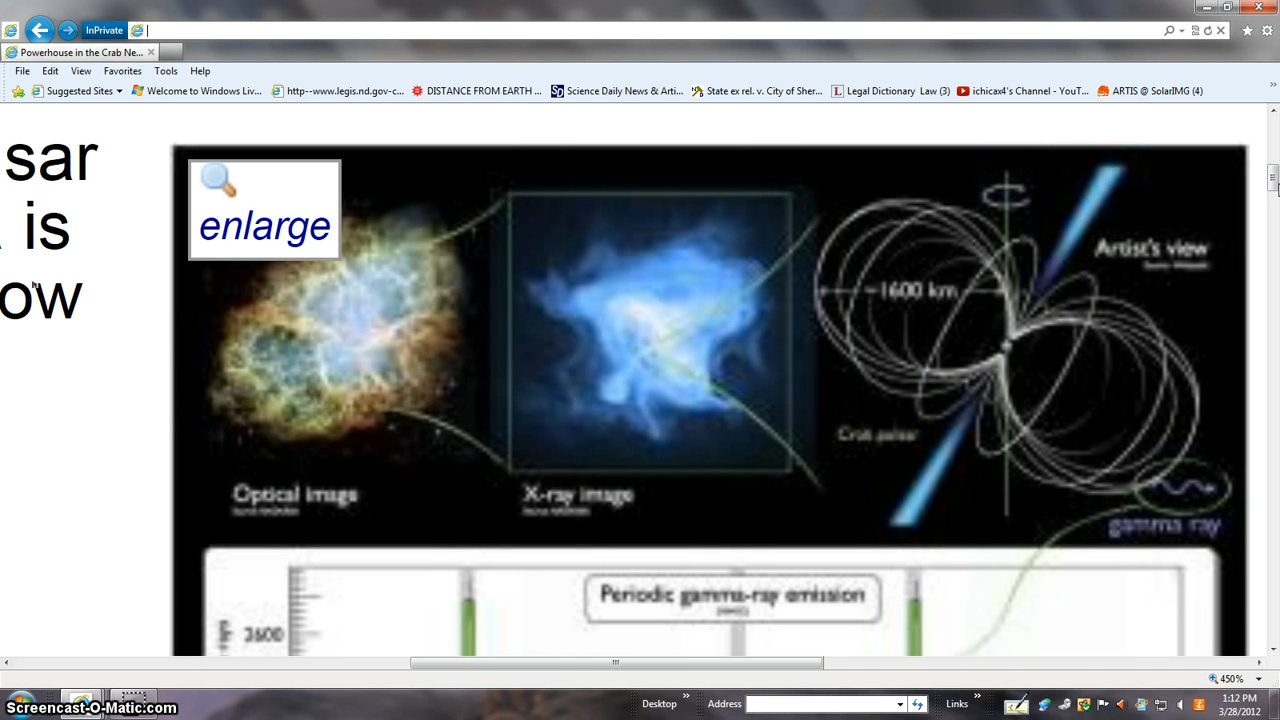 InPrivate
Powerhouse in the Crab Ne...
File Edit View Favorites Tools Help
Suggested Sites Welcome to Windows Liv... http--www.legis.nd.gov-c... DISTANCE FROM EARTH ... Science Daily News & Arti... State ex rel. v. City of Sher... Legal Dictionary Law (3) ichicax4's Channel - YouT... ARTIS @ SolarIMG (4)
sar
is
ow
enlarge
Artist's view
~1600 km
Crab pulsar
Optical image
X-ray image
gamma ray
Periodic gamma-ray emission
3600
450%
Desktop Address Links
1:12 PM
3/28/2012
Screencast-O-Matic.com